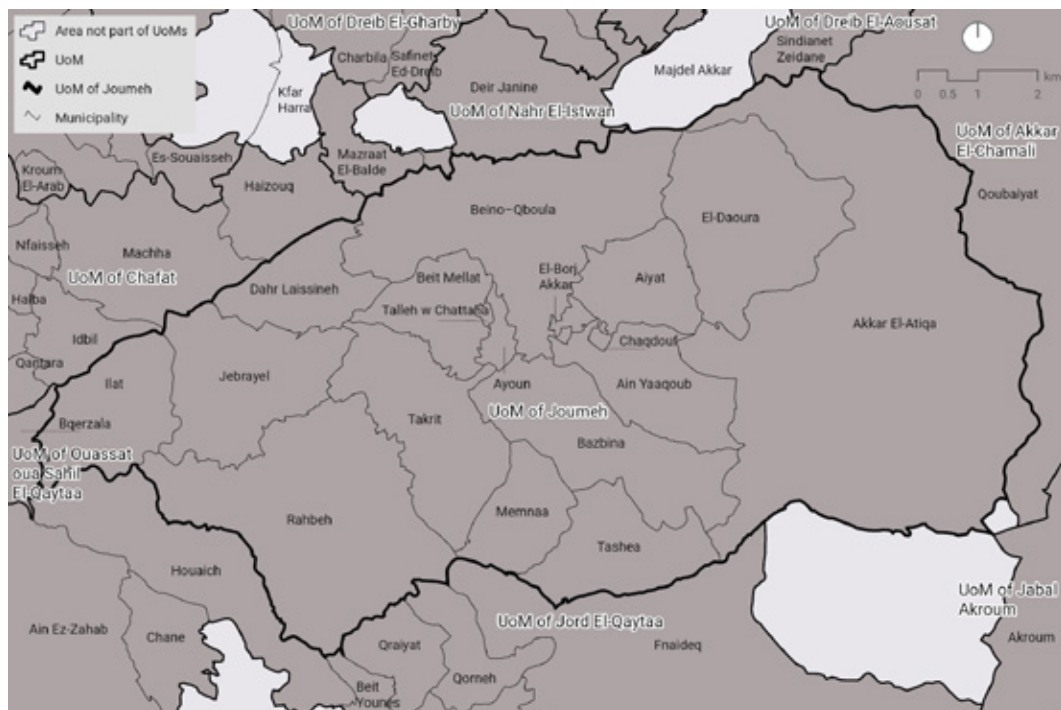 Area not part of UoMs
UoM
UoM of Joumeh
Municipality
UoM of Dreib El-Gharby
UoM of Dreib El-Aousat
Sindianet
Zeidane
km
0 0.5 1 2
Charbila
Safinet
Ed-Dreib
Majdel Akkar
Kfar
Harra
Deir Janine
UoM of Nahr El-Istwan
UoM of Akkar
El-Chamali
Es-Souaisseh
Mazraat
El-Balde
Kroum
El-Arab
Haizouq
Qoubaiyat
Beino-Qboula
El-Daoura
Nfaisseh
Machha
UoM of Chafat
Beit Mellat
El-Borj
Akkar
Aiyat
Dahr Laissineh
Halba
Talleh w Chattaha
Akkar El-Atiqa
Idbil
Chaqdouf
Qantara
Ilat
Jebrayel
Ayoun
Ain Yaaqoub
UoM of Joumeh
Bqerzala
Takrit
Bazbina
UoM of Ouassat
oua Sahil
El-Qaytaa
Rahbeh
Memnaa
Tashea
Houaich
UoM of Jabal
Akroum
UoM of Jord El-Qaytaa
Ain Ez-Zahab
Chane
Qraiyat
Fnaideq
Akroum
Qorneh
Beit
Younes